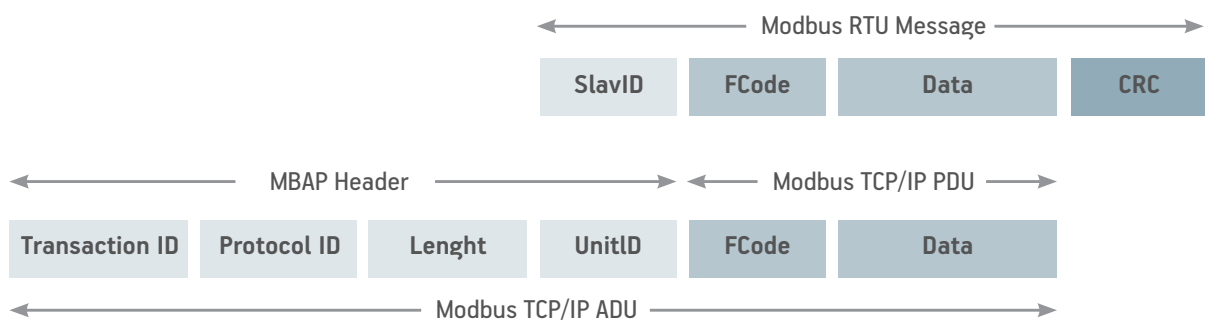 Modbus RTU Message
SlavID FCode Data CRC
MBAP Header Modbus TCP/IP PDU
Transaction ID Protocol ID Lenght UnitID FCode Data
Modbus TCP/IP ADU